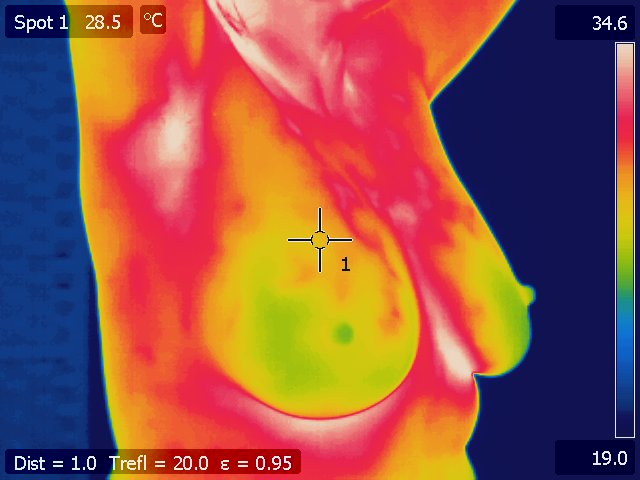 Spot 1 28.5 °C
34.6
1
19.0
Dist = 1.0 Trefl = 20.0 ε = 0.95